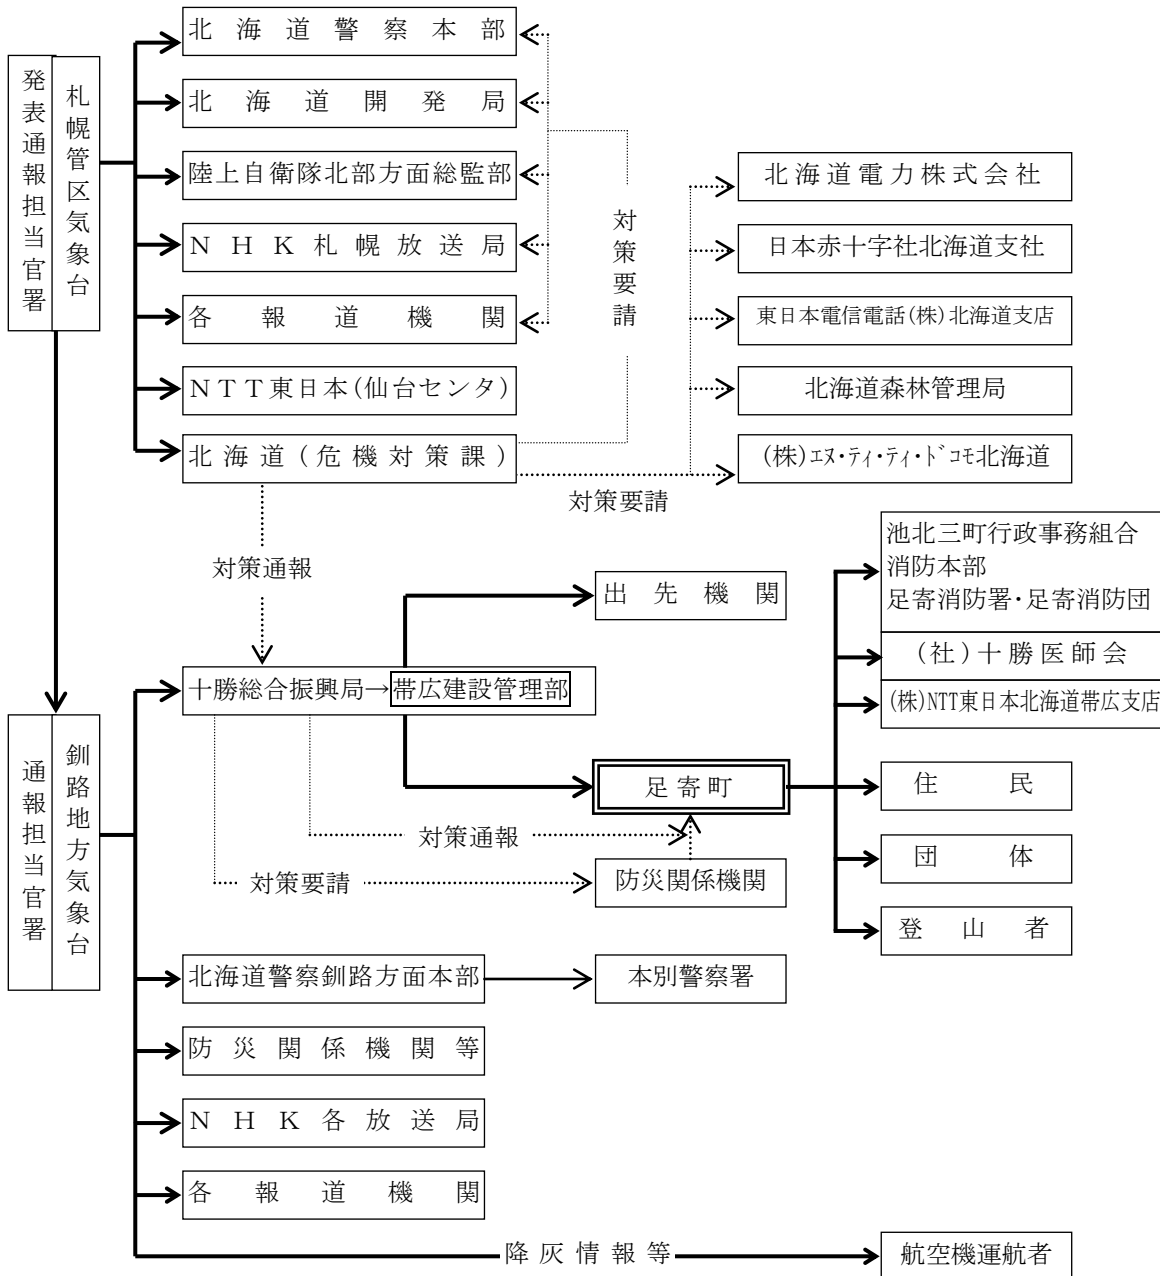 発表通報担当官署
札幌管区気象台
北海道警察本部
北海道開発局
陸上自衛隊北部方面総監部
ＮＨＫ札幌放送局
各報道機関
ＮＴＴ東日本(仙台センタ)
北海道(危機対策課)
対策要請
北海道電力株式会社
日本赤十字社北海道支社
東日本電信電話(株)北海道支店
北海道森林管理局
(株)ｴﾇ･ティ･ティ･ﾄﾞｺﾓ北海道
対策要請
対策通報
通報担当官署
釧路地方気象台
十勝総合振興局→帯広建設管理部
出先機関
足寄町
対策通報
対策要請
防災関係機関
池北三町行政事務組合
消防本部
足寄消防署･足寄消防団
(社)十勝医師会
(株)NTT東日本北海道帯広支店
住民
団体
登山者
北海道警察釧路方面本部
本別警察署
防災関係機関等
ＮＨＫ各放送局
各報道機関
降灰情報等
航空機運航者